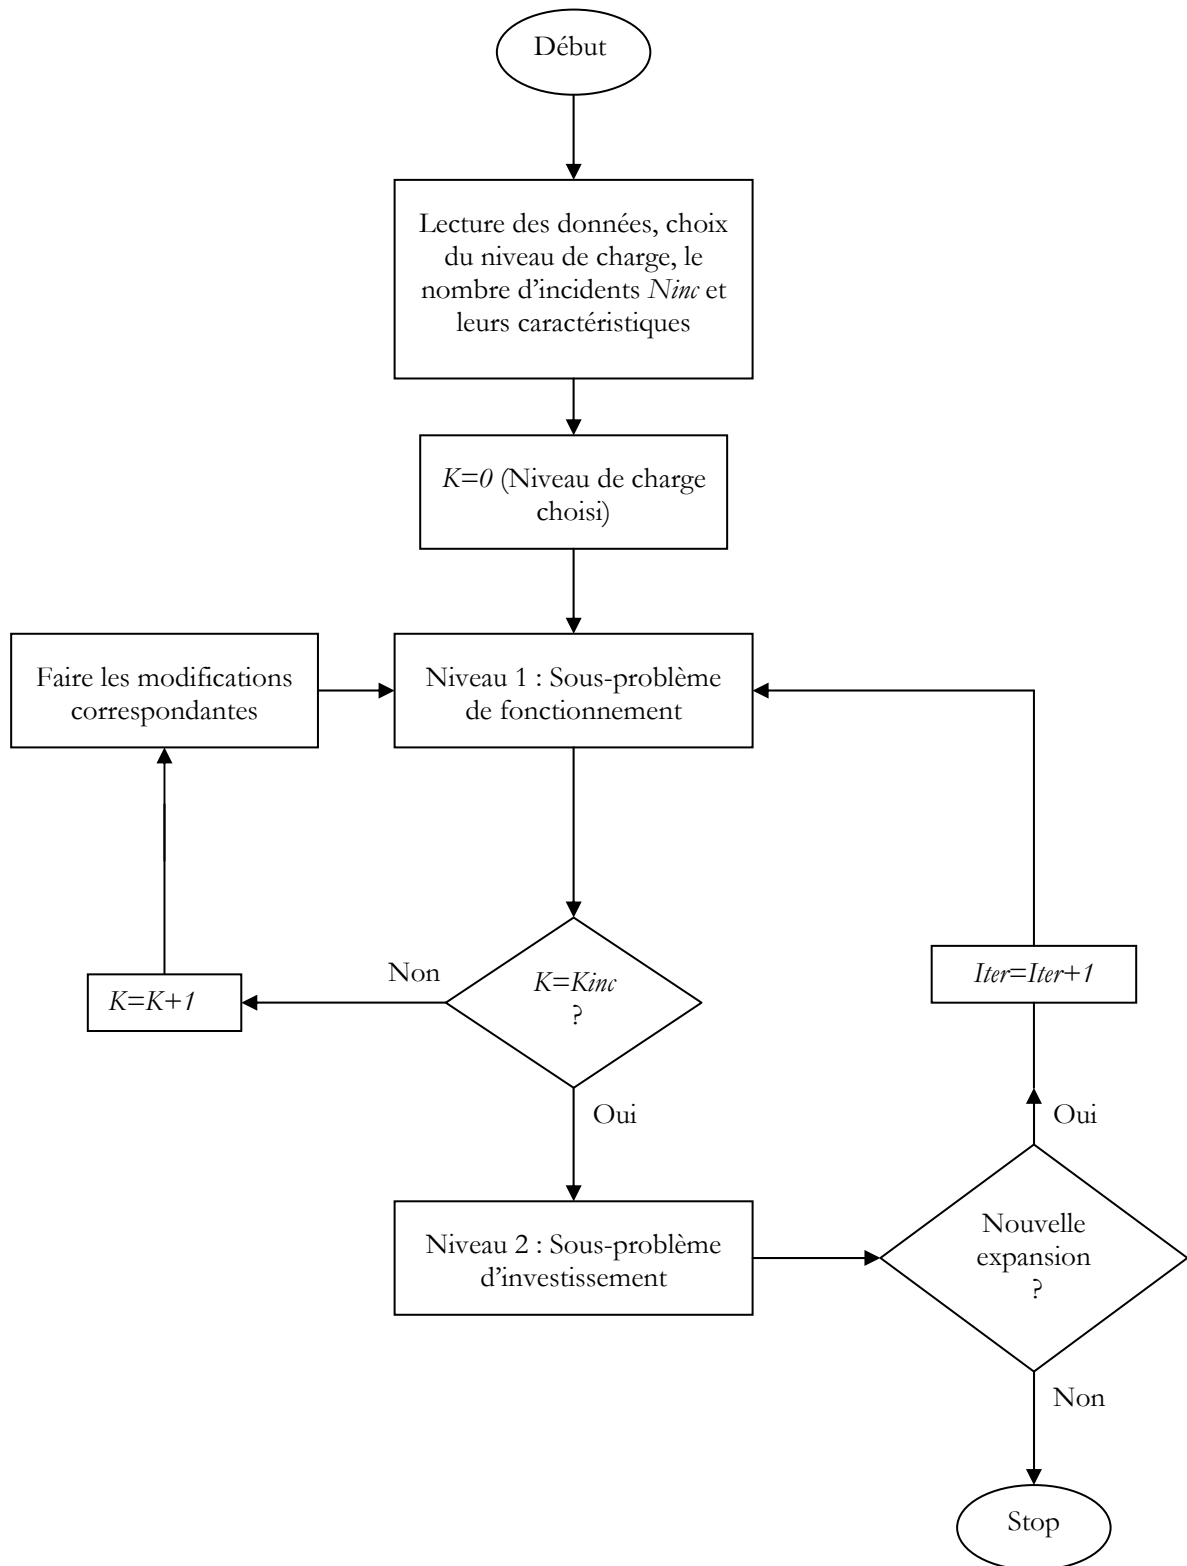 Début
Lecture des données, choix
du niveau de charge, le
nombre d'incidents Ninc et
leurs caractéristiques
K=0 (Niveau de charge
choisi)
Faire les modifications
correspondantes
Niveau 1 : Sous-problème
de fonctionnement
Non
K=Kinc
?
K=K+1
Iter=Iter+1
Oui
Oui
Niveau 2 : Sous-problème
d'investissement
Nouvelle
expansion
?
Non
Stop